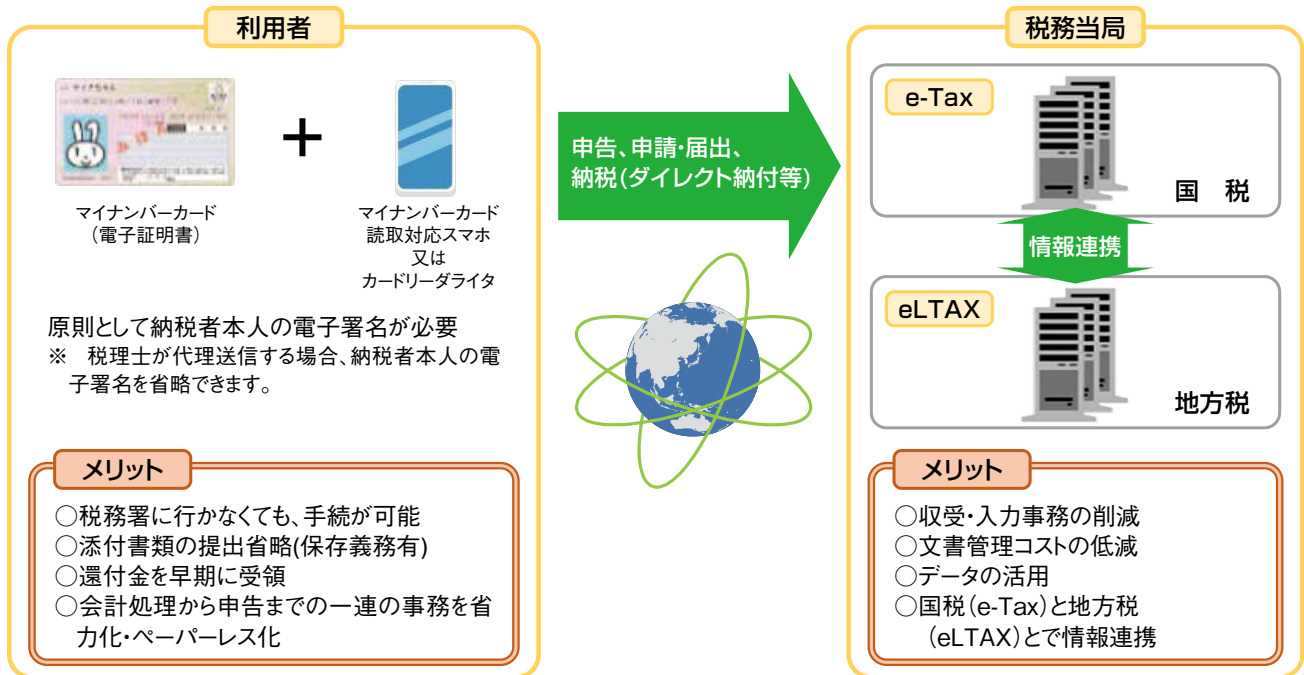 利用者
マイナンバーカード
（電子証明書）
＋
マイナンバーカード
読取対応スマホ
又は
カードリーダライタ
原則として納税者本人の電子署名が必要
※　税理士が代理送信する場合、納税者本人の電
子署名を省略できます。
メリット
○税務署に行かなくても、手続が可能
○添付書類の提出省略(保存義務有)
○還付金を早期に受領
○会計処理から申告までの一連の事務を省
力化・ペーパーレス化
申告、申請・届出、
納税(ダイレクト納付等)
税務当局
e-Tax
国　税
情報連携
eLTAX
地方税
メリット
○収受・入力事務の削減
○文書管理コストの低減
○データの活用
○国税（e-Tax）と地方税
（eLTAX）とで情報連携